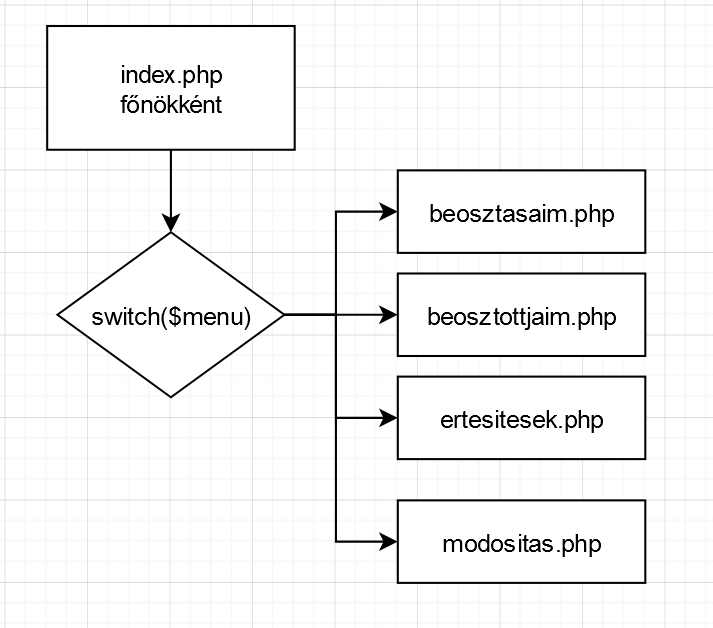 index.php
főnökként
switch($menu)
beosztasaim.php
beosztottjaim.php
ertesitesek.php
modositas.php